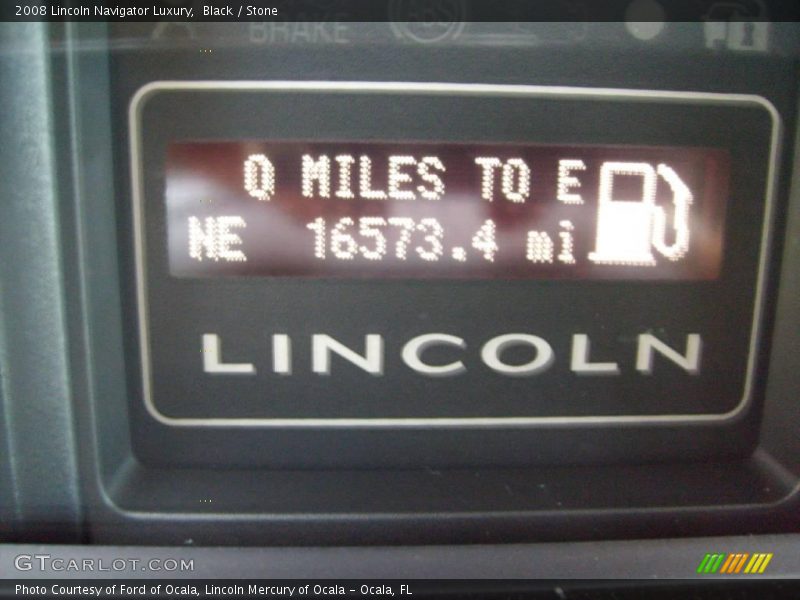 2008 Lincoln Navigator Luxury, Black / Stone
BRAKE
0 MILES TO E
NE 16573.4 mi
LINCOLN
GTCARLOT.COM
Photo Courtesy of Ford of Ocala, Lincoln Mercury of Ocala - Ocala, FL